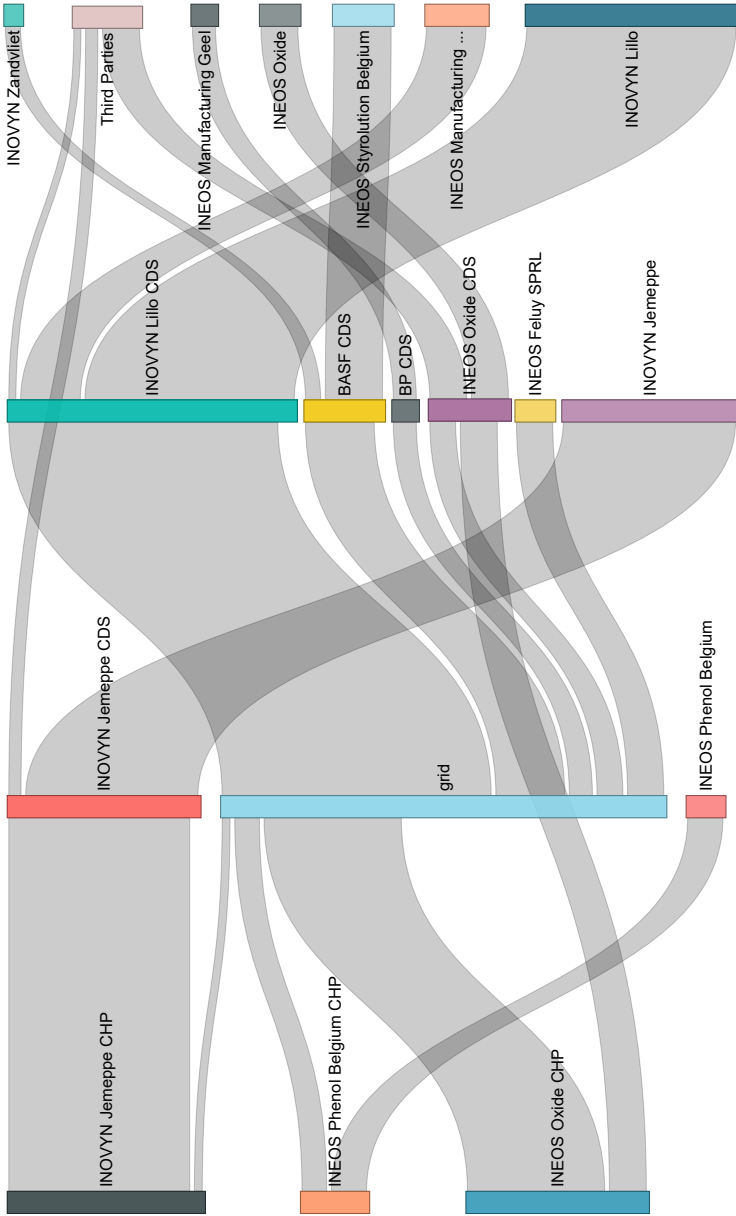 INOVYN Zandvliet
Third Parties
INEOS Manufacturing Geel
INEOS Oxide
INEOS Styrolution Belgium
INEOS Manufacturing ...
INOVYN Lillo
INOVYN Lillo CDS
BASF CDS
BP CDS
INEOS Oxide CDS
INEOS Feluy SPRL
INOVYN Jemeppe
INOVYN Jemeppe CDS
grid
INEOS Phenol Belgium
INOVYN Jemeppe CHP
INEOS Phenol Belgium CHP
INEOS Oxide CHP